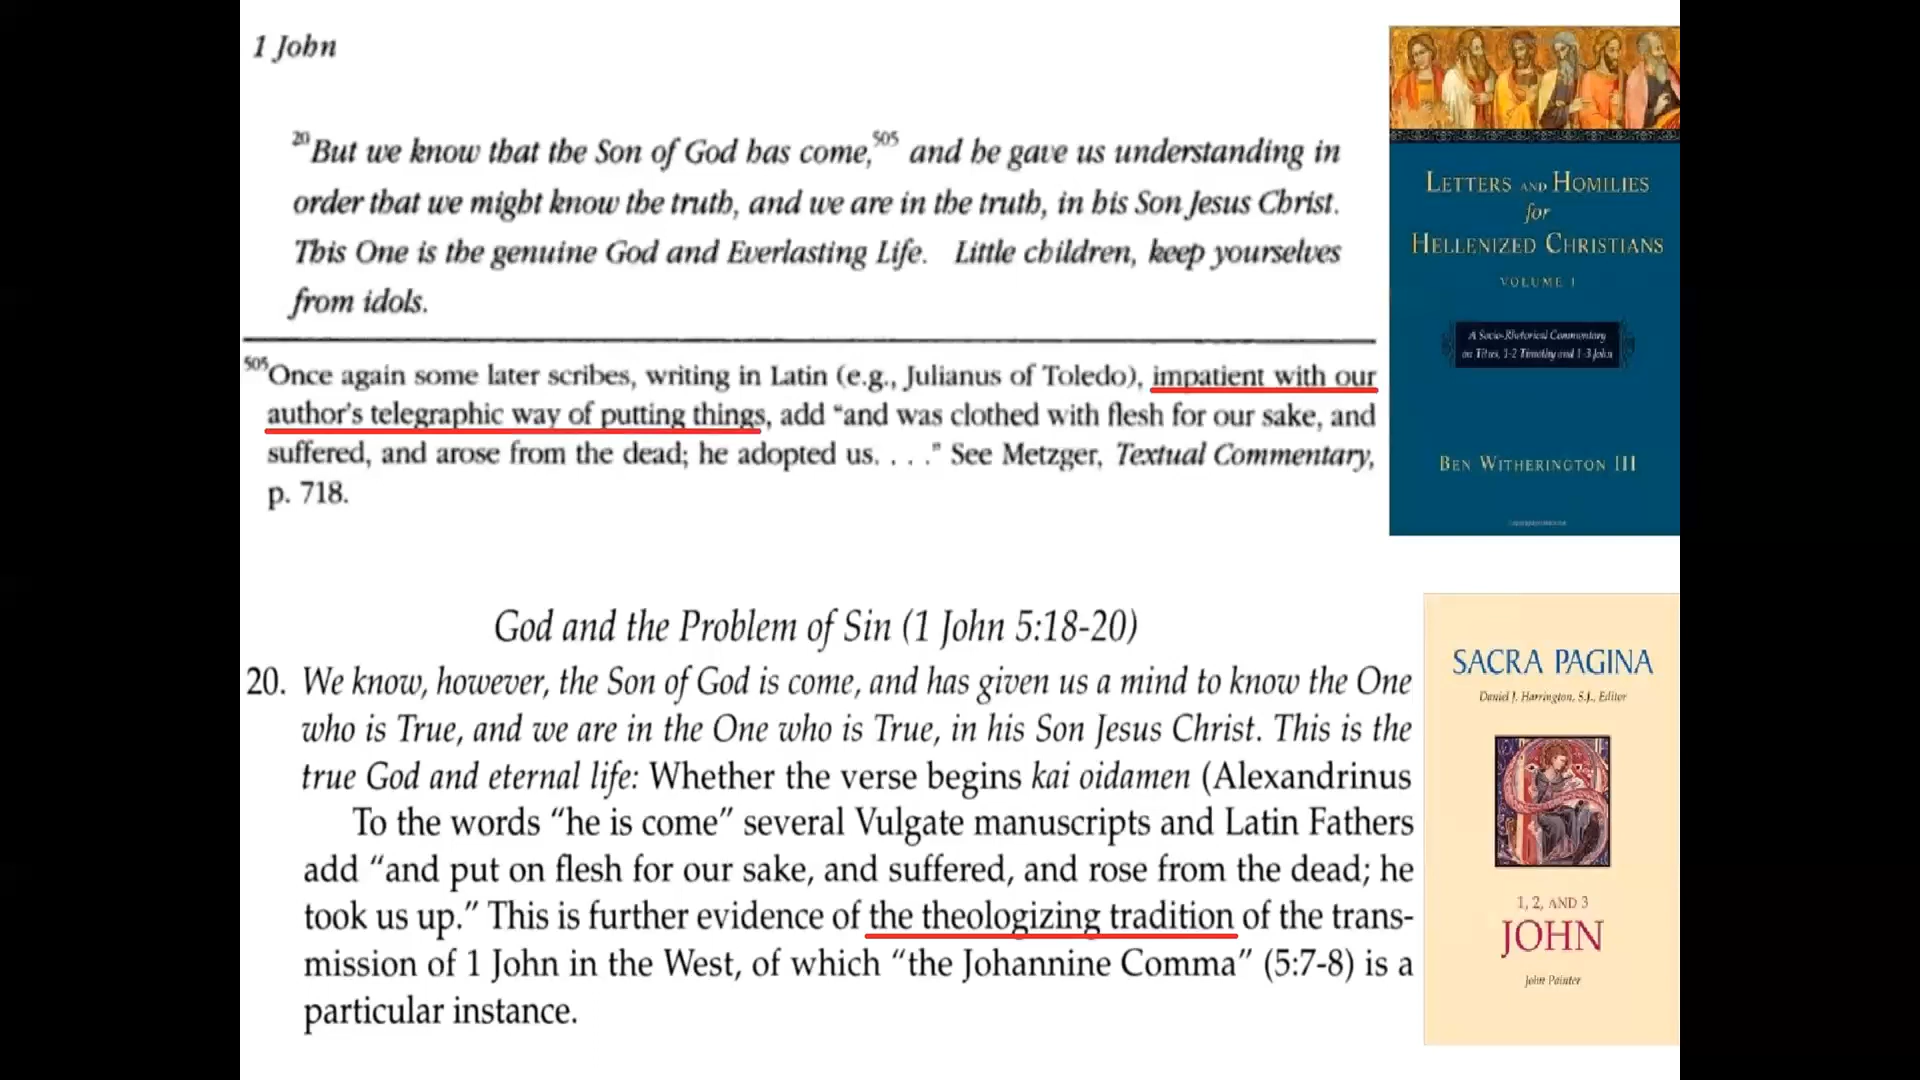 1 John
20But we know that the Son of God has come,505 and he gave us understanding in
order that we might know the truth, and we are in the truth, in his Son Jesus Christ.
This One is the genuine God and Everlasting Life. Little children, keep yourselves
from idols.
505Once again some later scribes, writing in Latin (e.g., Julianus of Toledo), impatient with our
author's telegraphic way of putting things, add "and was clothed with flesh for our sake, and
suffered, and arose from the dead; he adopted us. . . ." See Metzger, Textual Commentary,
p. 718.
LETTERS AND HOMILIES
for
HELLENIZED CHRISTIANS
VOLUME I
A Socio-Rhetorical Commentary
on Titus, 1-2 Timothy and 1-3 John
BEN WITHERINGTON III
God and the Problem of Sin (1 John 5:18-20)
20. We know, however, the Son of God is come, and has given us a mind to know the One
who is True, and we are in the One who is True, in his Son Jesus Christ. This is the
true God and eternal life: Whether the verse begins kai oidamen (Alexandrinus
To the words "he is come" several Vulgate manuscripts and Latin Fathers
add "and put on flesh for our sake, and suffered, and rose from the dead; he
took us up." This is further evidence of the theologizing tradition of the trans-
mission of 1 John in the West, of which "the Johannine Comma" (5:7-8) is a
particular instance.
SACRA PAGINA
Daniel J. Harrington, S.J., Editor
1, 2, AND 3
JOHN
John Painter